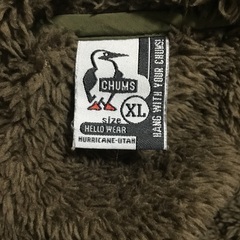 CHUMS
XL
size
HELLO WEAR
HURRICANE-UTAH
HANG WITH YOUR CHUMS!